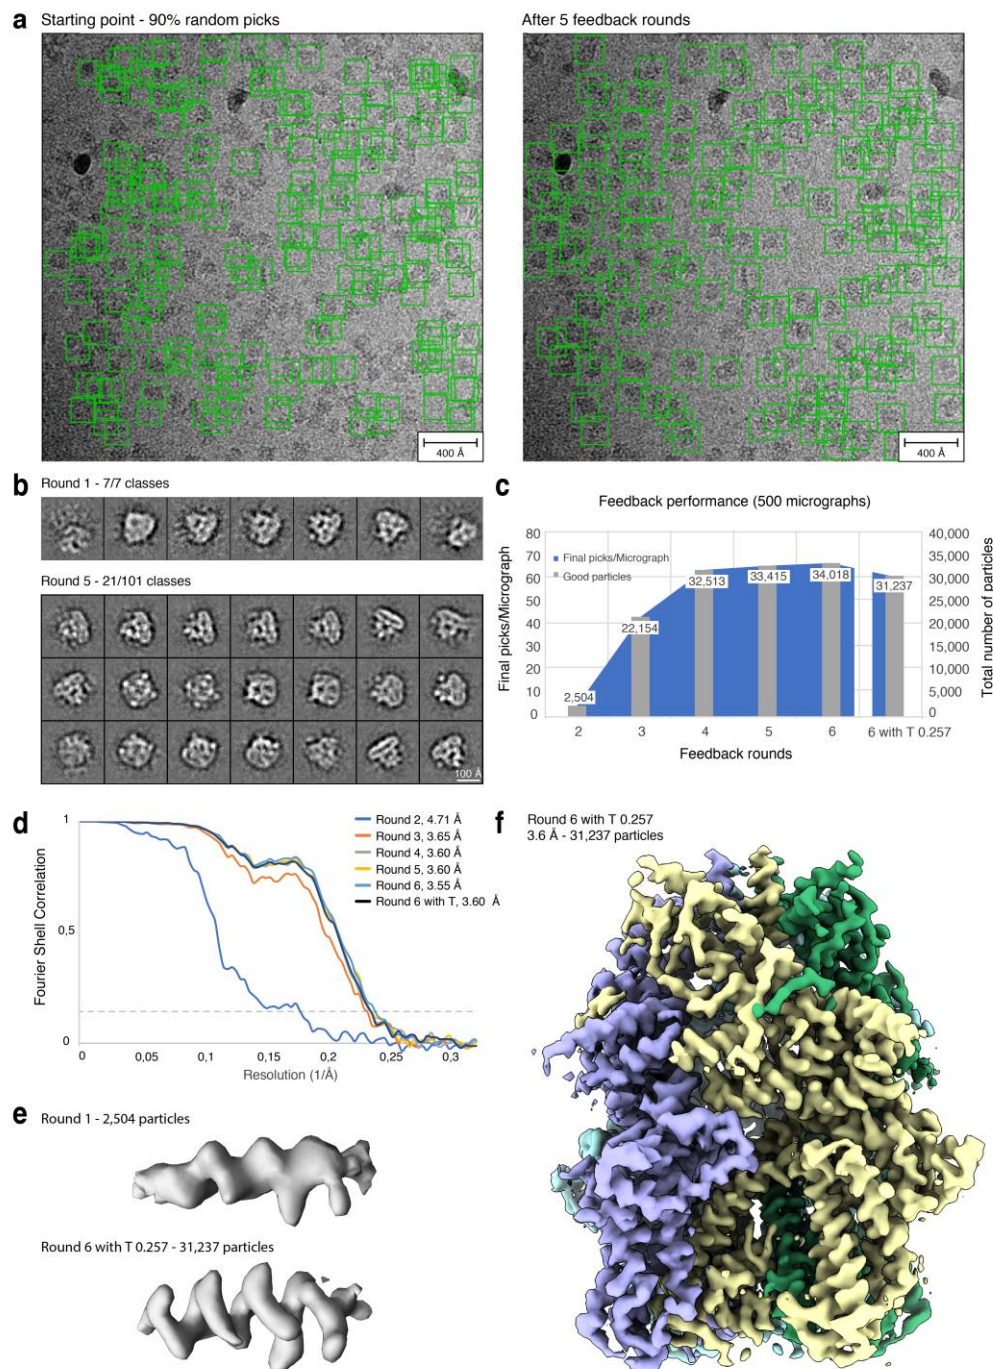 a
Starting point - 90% random picks
After 5 feedback rounds
400 Å
400 Å
b
Round 1 - 7/7 classes
Round 5 - 21/101 classes
100 Å
c
Feedback performance (500 micrographs)
Final picks/Micrograph
80
70
60
50
40
30
20
10
0
Final picks/Micrograph
Good particles
2,504
22,154
32,513
33,415
34,018
31,237
40,000
35,000
30,000
25,000
20,000
15,000
10,000
5,000
0
Total number of particles
2 3 4 5 6 6 with T 0.257
Feedback rounds
d
Fourier Shell Correlation
1
0,5
0
Round 2, 4.71 Å
Round 3, 3.65 Å
Round 4, 3.60 Å
Round 5, 3.60 Å
Round 6, 3.55 Å
Round 6 with T, 3.60 Å
0 0,05 0,1 0,15 0,2 0,25 0,3
Resolution (1/Å)
e
Round 1 - 2,504 particles
Round 6 with T 0.257 - 31,237 particles
f
Round 6 with T 0.257
3.6 Å - 31,237 particles